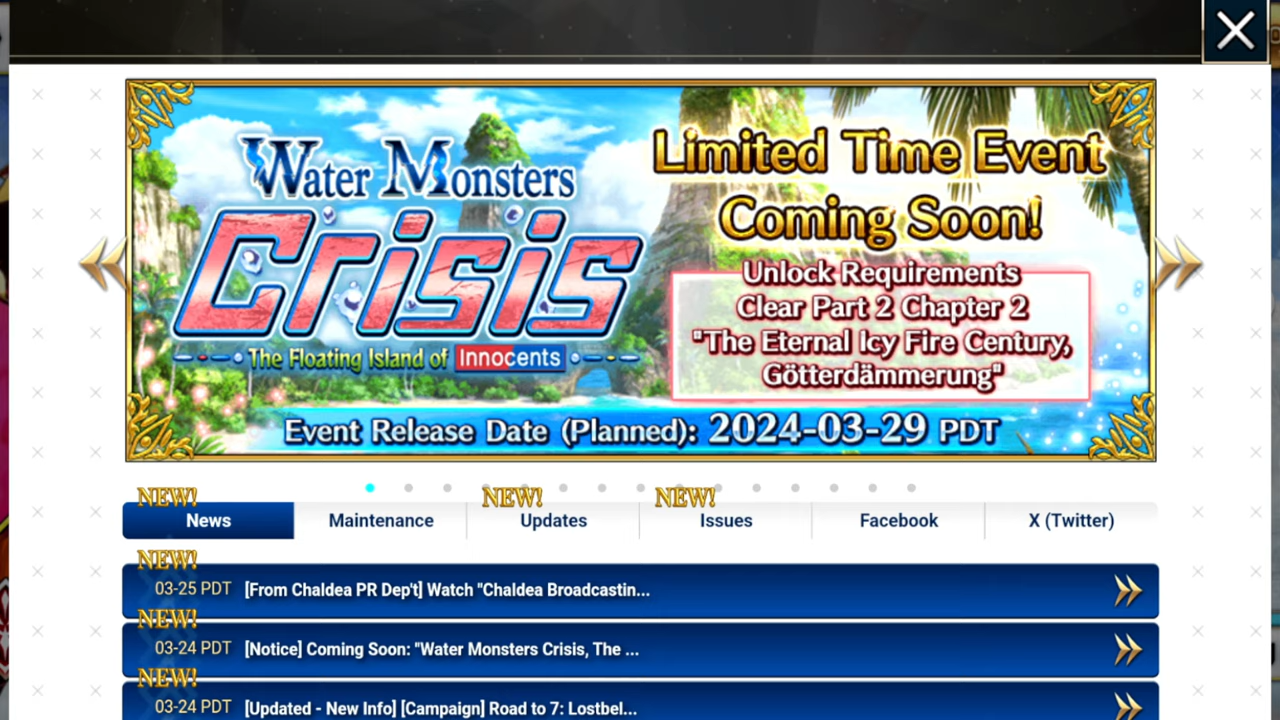 Water Monsters
Crisis
The Floating Island of Innocents
Limited Time Event
Coming Soon!
Unlock Requirements
Clear Part 2 Chapter 2
"The Eternal Icy Fire Century,
Götterdämmerung"
Event Release Date (Planned): 2024-03-29 PDT
NEW! NEW! NEW!
News Maintenance Updates Issues Facebook X (Twitter)
NEW!
03-25 PDT [From Chaldea PR Dep't] Watch "Chaldea Broadcastin...
NEW!
03-24 PDT [Notice] Coming Soon: "Water Monsters Crisis, The ...
NEW!
03-24 PDT [Updated - New Info] [Campaign] Road to 7: Lostbel...